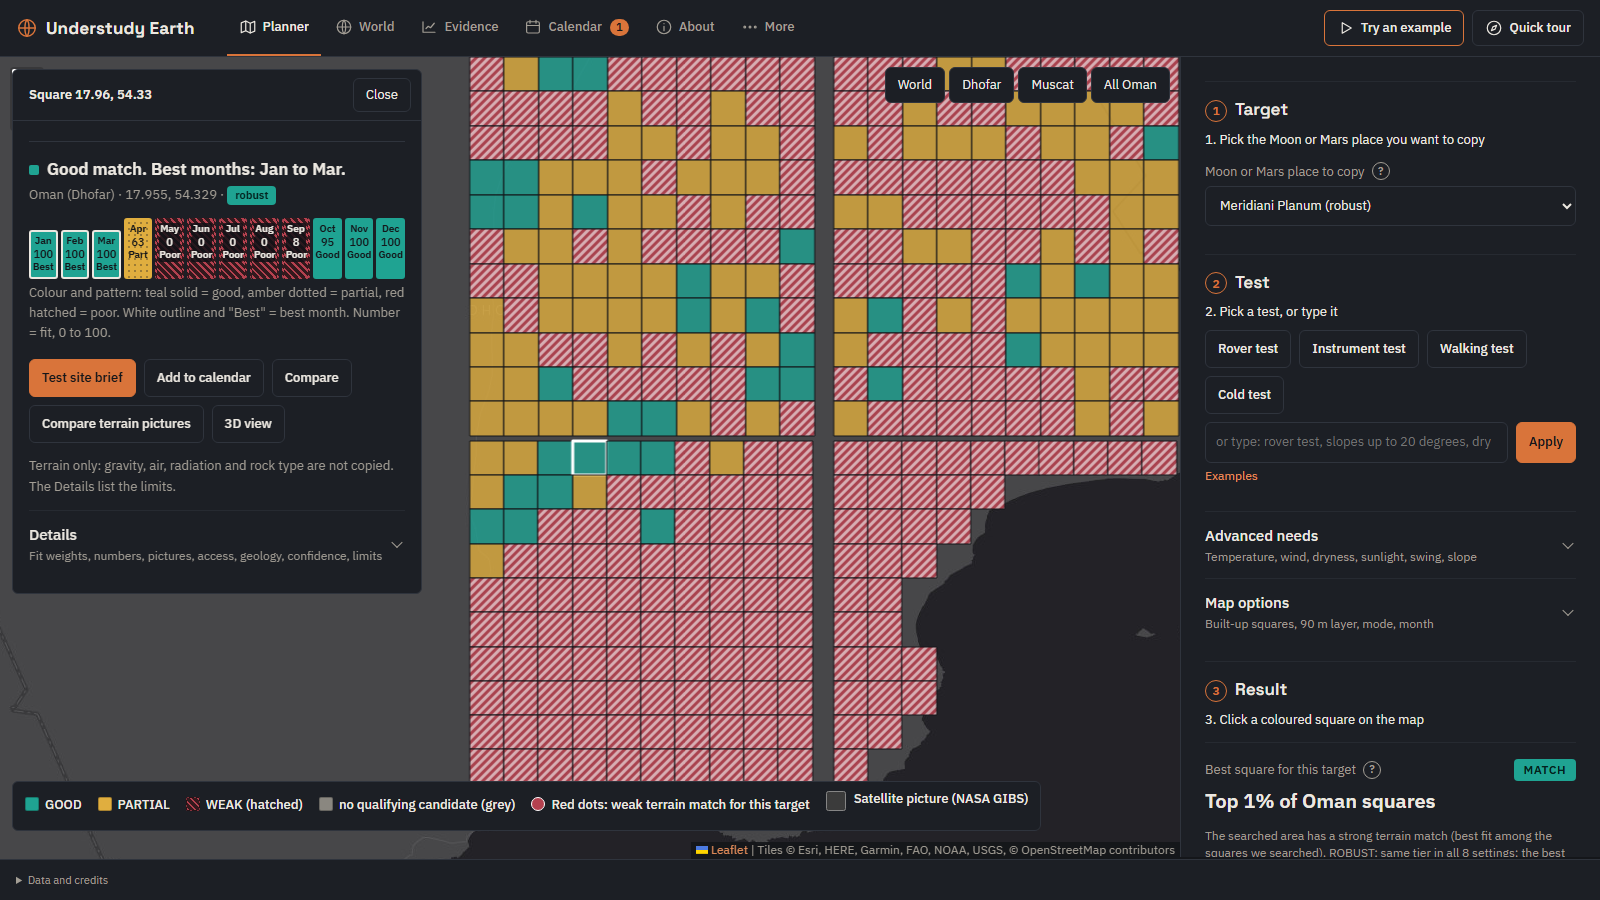 Understudy Earth
Planner
World
Evidence
Calendar 1
About
More
Try an example
Quick tour
Square 17.96, 54.33
Close
Good match. Best months: Jan to Mar.
Oman (Dhofar) · 17.955, 54.329 · robust
Jan 100 Best
Feb 100 Best
Mar 100 Best
Apr 63 Part
May 0 Poor
Jun 0 Poor
Jul 0 Poor
Aug 0 Poor
Sep 8 Poor
Oct 95 Good
Nov 100 Good
Dec 100 Good
Colour and pattern: teal solid = good, amber dotted = partial, red
hatched = poor. White outline and "Best" = best month. Number
= fit, 0 to 100.
Test site brief
Add to calendar
Compare
Compare terrain pictures
3D view
Terrain only: gravity, air, radiation and rock type are not copied.
The Details list the limits.
Details
Fit weights, numbers, pictures, access, geology, confidence, limits
World
Dhofar
Muscat
All Oman
GOOD
PARTIAL
WEAK (hatched)
no qualifying candidate (grey)
Red dots: weak terrain match for this target
Satellite picture (NASA GIBS)
Leaflet | Tiles © Esri, HERE, Garmin, FAO, NOAA, USGS, © OpenStreetMap contributors
1 Target
1. Pick the Moon or Mars place you want to copy
Moon or Mars place to copy ?
Meridiani Planum (robust)
2 Test
2. Pick a test, or type it
Rover test
Instrument test
Walking test
Cold test
or type: rover test, slopes up to 20 degrees, dry
Apply
Examples
Advanced needs
Temperature, wind, dryness, sunlight, swing, slope
Map options
Built-up squares, 90 m layer, mode, month
3 Result
3. Click a coloured square on the map
Best square for this target ?
MATCH
Top 1% of Oman squares
The searched area has a strong terrain match (best fit among the
squares we searched). ROBUST: same tier in all 8 settings: the best
Data and credits